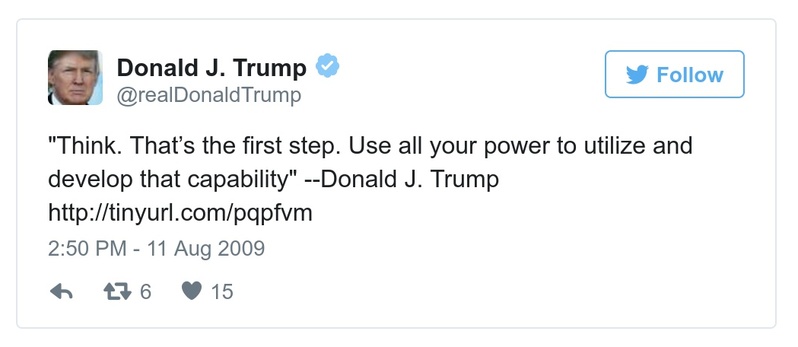 Donald J. Trump
@realDonaldTrump
Follow
"Think. That’s the first step. Use all your power to utilize and
develop that capability" --Donald J. Trump
http://tinyurl.com/pqpfvm
2:50 PM - 11 Aug 2009
6 15